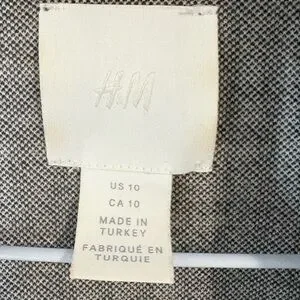 H&M
US 10
CA 10
MADE IN
TURKEY
FABRIQUÉ EN
TURQUIE